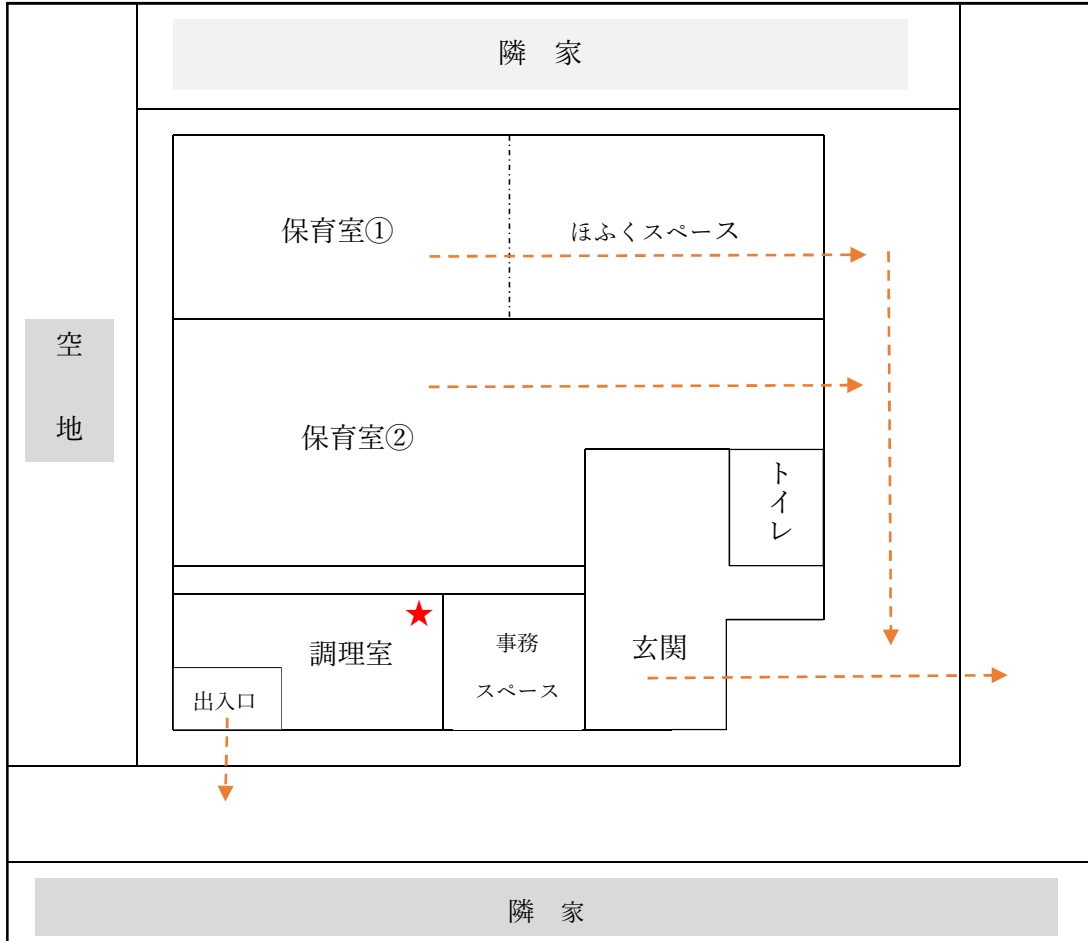 隣　家
保育室①
ほふくスペース
空
地
保育室②
トイレ
調理室
事務
スペース
玄関
出入口
隣　家